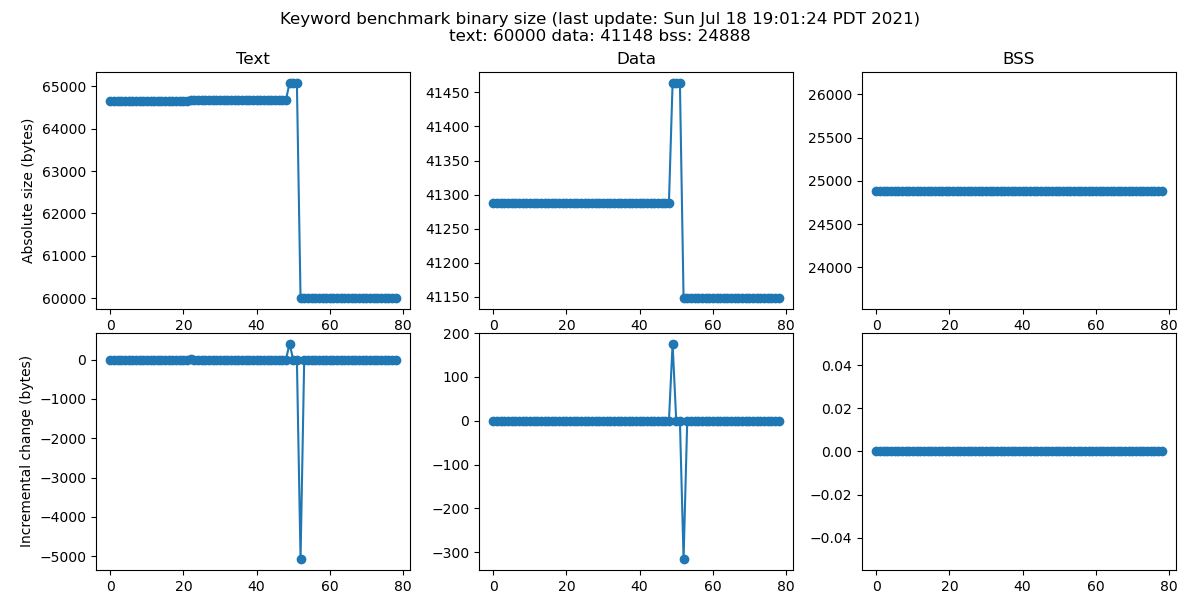 Keyword benchmark binary size (last update: Sun Jul 18 19:01:24 PDT 2021)
text: 60000 data: 41148 bss: 24888
Text
Data
BSS
Absolute size (bytes)
65000
64000
63000
62000
61000
60000
0 20 40 60 80
41450
41400
41350
41300
41250
41200
41150
0 20 40 60 80
26000
25500
25000
24500
24000
0 20 40 60 80
Incremental change (bytes)
0
−1000
−2000
−3000
−4000
−5000
0 20 40 60 80
200
100
0
−100
−200
−300
0 20 40 60 80
0.04
0.02
0.00
−0.02
−0.04
0 20 40 60 80